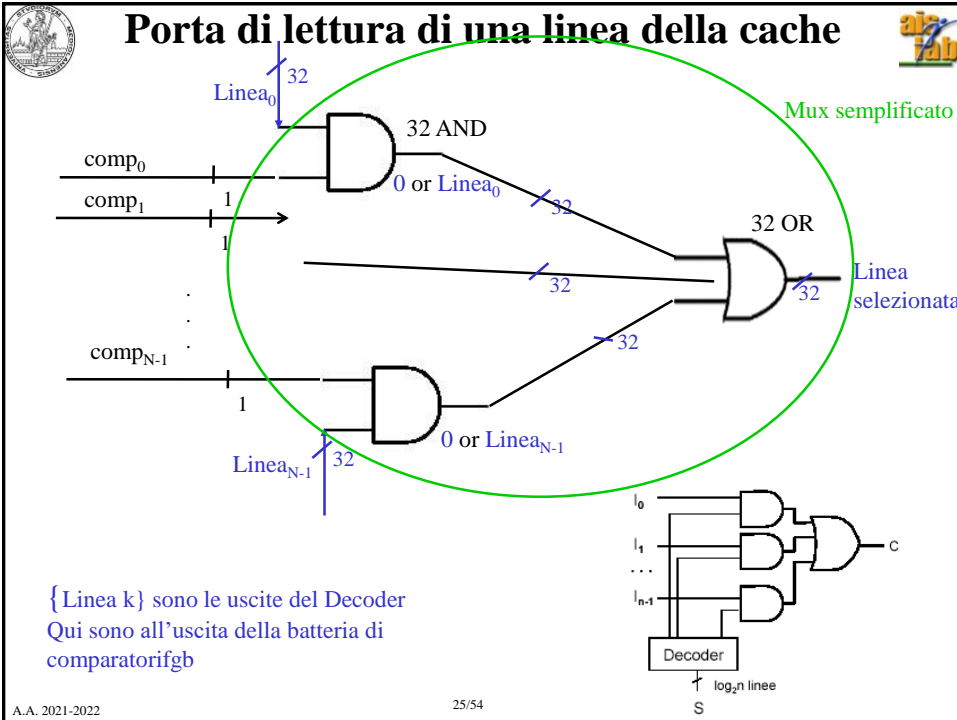 Porta di lettura di una linea della cache
32
Linea0
Mux semplificato
32 AND
comp0
0 or Linea0
1
comp1
32
32 OR
1
32
Linea
32
selezionata
.
.
.
32
compN-1
1
0 or LineaN-1
LineaN-1
32
I0
I1
C
. . .
In-1
{Linea k} sono le uscite del Decoder
Qui sono all'uscita della batteria di
comparatorifgb
Decoder
log2n linee
S
A.A. 2021-2022
25/54